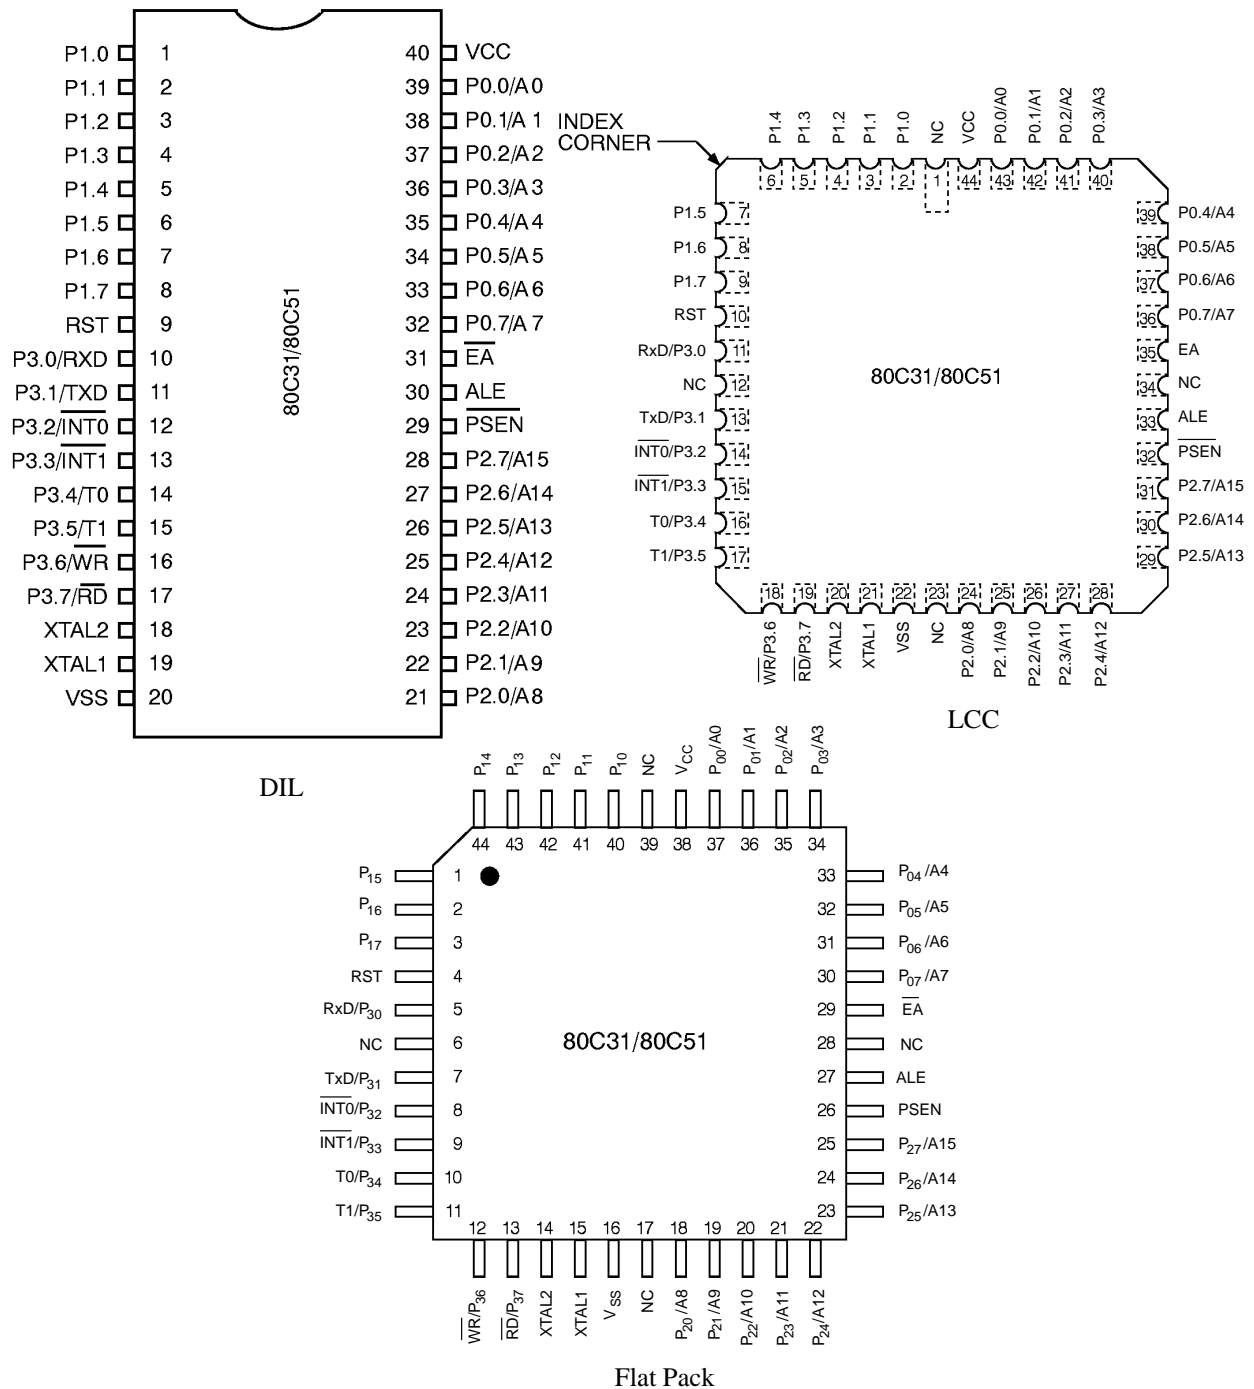 P1.0 1 40 VCC
P1.1 2 39 P0.0/A0
P1.2 3 38 P0.1/A 1
P1.3 4 37 P0.2/A2
P1.4 5 36 P0.3/A 3
P1.5 6 35 P0.4/A4
P1.6 7 34 P0.5/A5
P1.7 8 33 P0.6/A6
RST 9 32 P0.7/A 7
P3.0/RXD 10 31 EA
P3.1/TXD 11 30 ALE
P3.2/INT0 12 29 PSEN
P3.3/INT1 13 28 P2.7/A15
P3.4/T0 14 27 P2.6/A14
P3.5/T1 15 26 P2.5/A13
P3.6/WR 16 25 P2.4/A12
P3.7/RD 17 24 P2.3/A11
XTAL2 18 23 P2.2/A10
XTAL1 19 22 P2.1/A9
VSS 20 21 P2.0/A8
80C31/80C51
DIL
INDEX
CORNER
P1.4 P1.3 P1.2 P1.1 P1.0 NC VCC P0.0/A0 P0.1/A1 P0.2/A2 P0.3/A3
6 5 4 3 2 1 44 43 42 41 40
P1.5 7 39 P0.4/A4
P1.6 8 38 P0.5/A5
P1.7 9 37 P0.6/A6
RST 10 36 P0.7/A7
RxD/P3.0 11 35 EA
NC 12 34 NC
TxD/P3.1 13 33 ALE
INT0/P3.2 14 32 PSEN
INT1/P3.3 15 31 P2.7/A15
T0/P3.4 16 30 P2.6/A14
T1/P3.5 17 29 P2.5/A13
80C31/80C51
18 19 20 21 22 23 24 25 26 27 28
WR/P3.6 RD/P3.7 XTAL2 XTAL1 VSS NC P2.0/A8 P2.1/A9 P2.2/A10 P2.3/A11 P2.4/A12
LCC
P14 P13 P12 P11 P10 NC VCC P00/A0 P01/A1 P02/A2 P03/A3
44 43 42 41 40 39 38 37 36 35 34
P15 1 33 P04/A4
P16 2 32 P05/A5
P17 3 31 P06/A6
RST 4 30 P07/A7
RxD/P30 5 29 EA
NC 6 28 NC
TxD/P31 7 27 ALE
INT0/P32 8 26 PSEN
INT1/P33 9 25 P27/A15
T0/P34 10 24 P26/A14
T1/P35 11 23 P25/A13
80C31/80C51
12 13 14 15 16 17 18 19 20 21 22
WR/P36 RD/P37 XTAL2 XTAL1 VSS NC P20/A8 P21/A9 P22/A10 P23/A11 P24/A12
Flat Pack